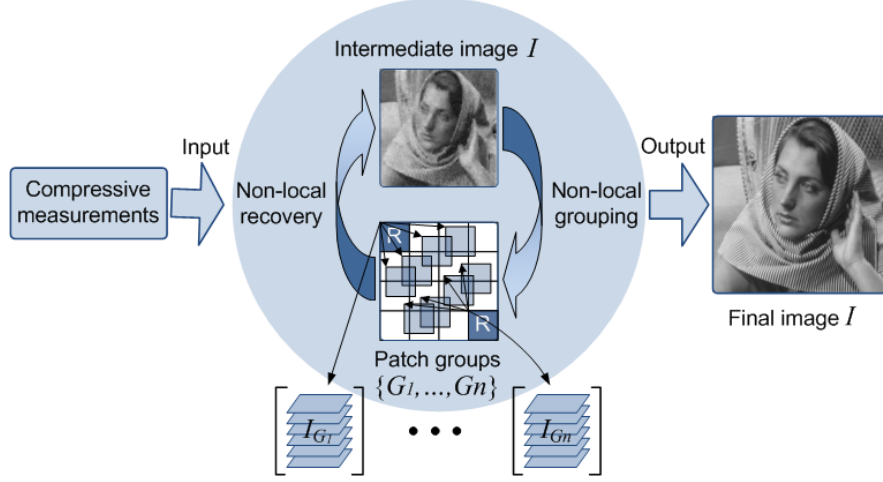 Intermediate image I
Input
Output
Compressive
measurements
Non-local
recovery
Non-local
grouping
R
R
Final image I
Patch groups
{G1,...,Gn}
IG1
• • •
IGn